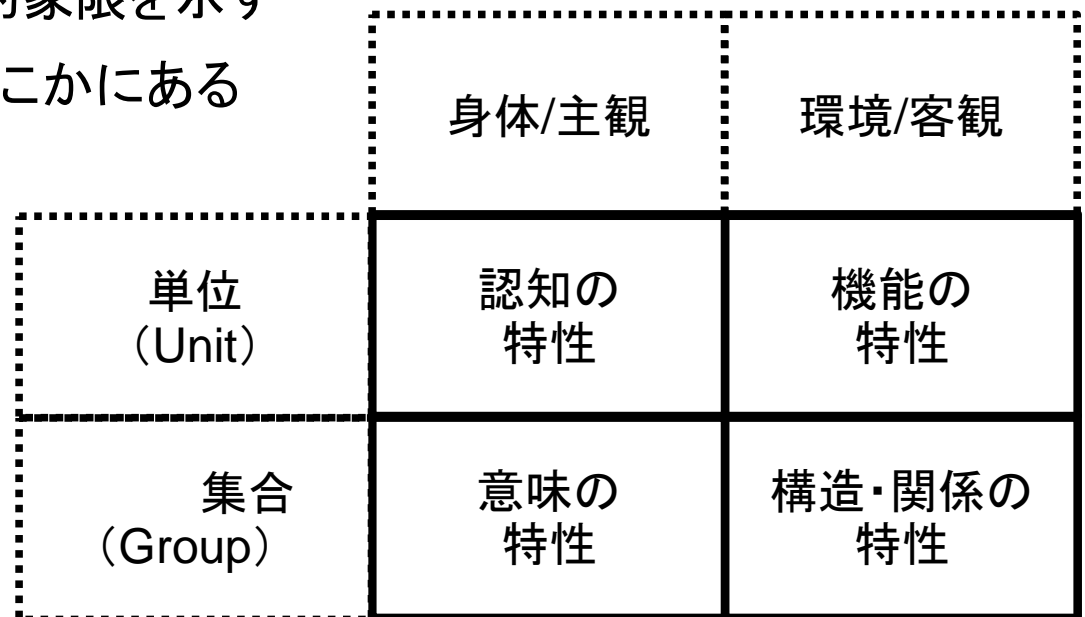 象限を示す
こかにある
身体/主観
環境/客観
単位
（Unit）
認知の
特性
機能の
特性
集合
（Group）
意味の
特性
構造・関係の
特性